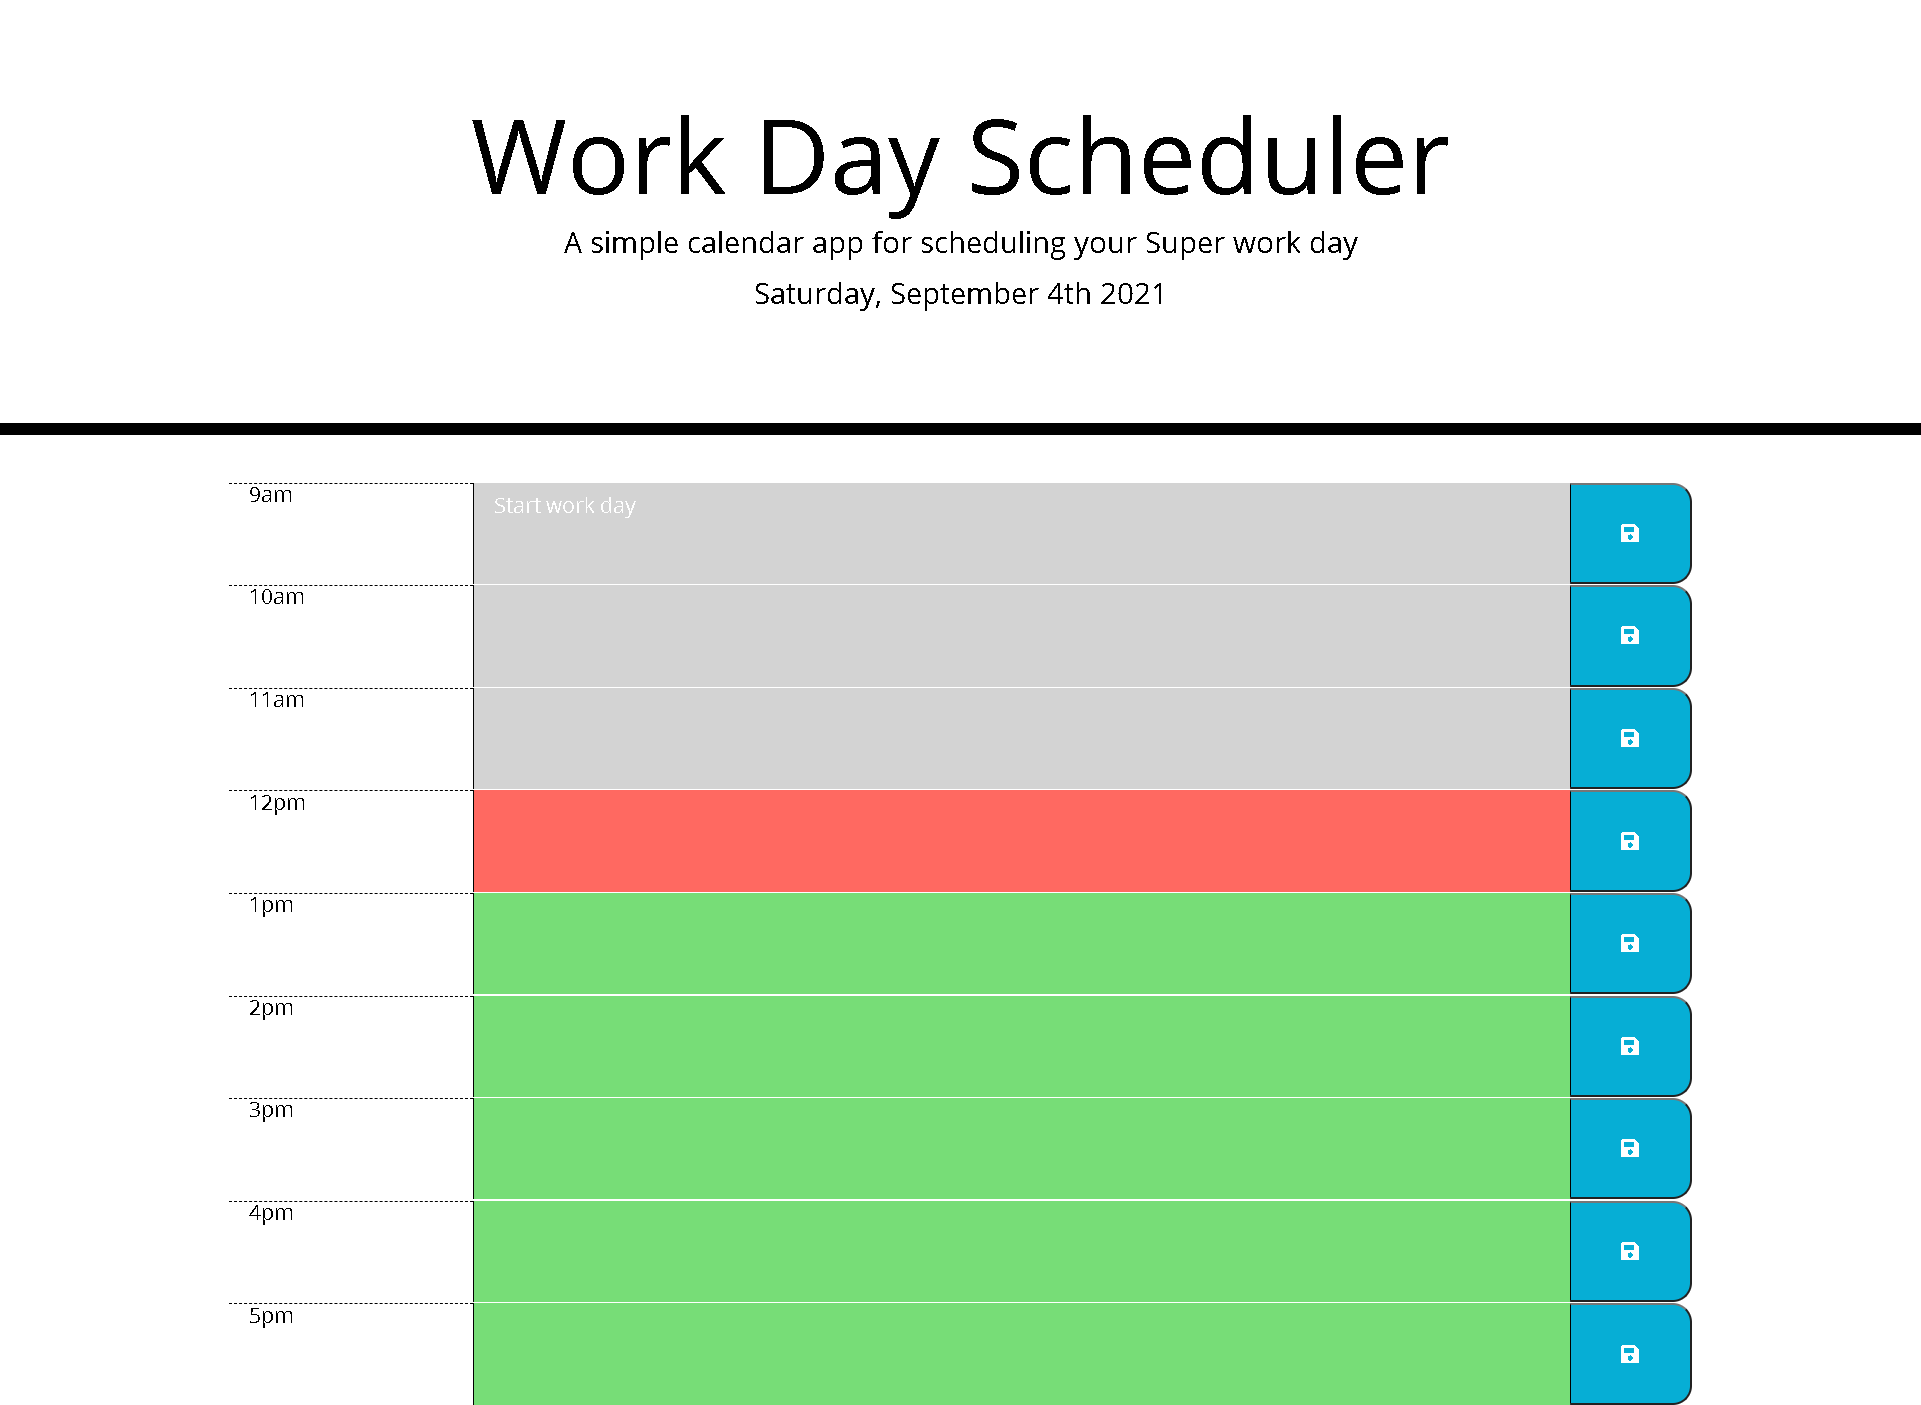 Work Day Scheduler
A simple calendar app for scheduling your Super work day
Saturday, September 4th 2021
9am
Start work day
10am
11am
12pm
1pm
2pm
3pm
4pm
5pm